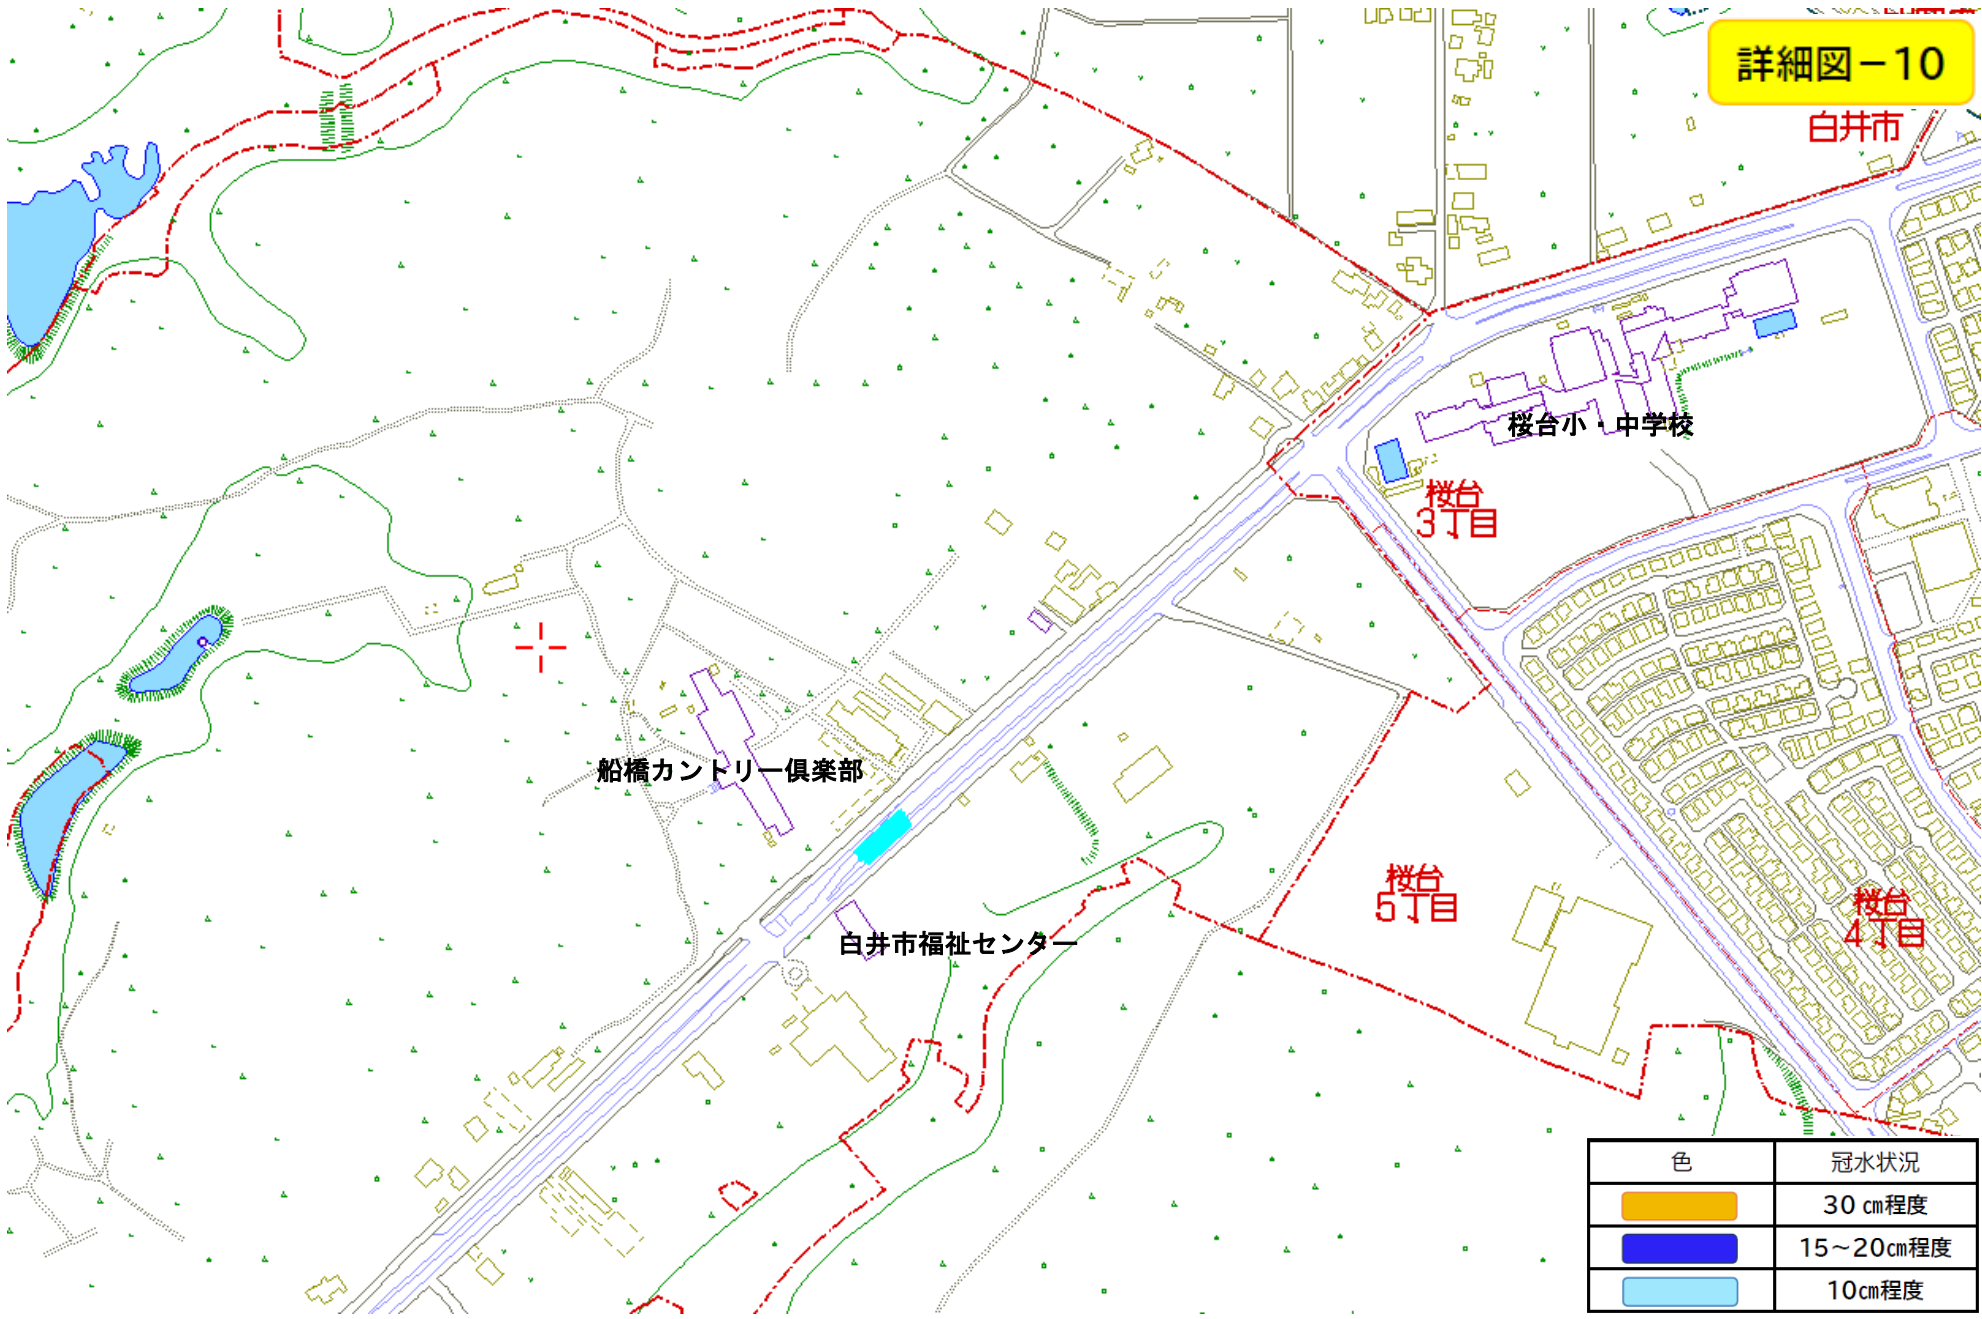 詳細図－10
白井市
桜台小・中学校
桜台
3丁目
船橋カントリー倶楽部
桜台
5丁目
桜台
4丁目
白井市福祉センター
色 冠水状況
30㎝程度
15～20㎝程度
10㎝程度